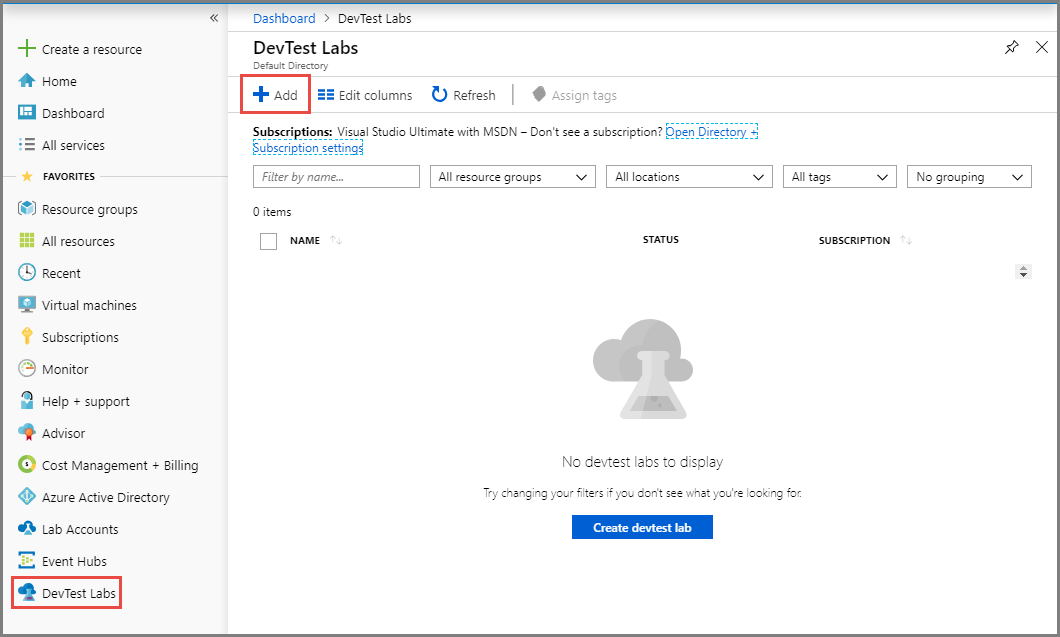 «
Create a resource
Home
Dashboard
All services
FAVORITES
Resource groups
All resources
Recent
Virtual machines
Subscriptions
Monitor
Help + support
Advisor
Cost Management + Billing
Azure Active Directory
Lab Accounts
Event Hubs
DevTest Labs
Dashboard > DevTest Labs
DevTest Labs
Default Directory
Add Edit columns Refresh Assign tags
Subscriptions: Visual Studio Ultimate with MSDN – Don't see a subscription? Open Directory +
Subscription settings
Filter by name... All resource groups All locations All tags No grouping
0 items
NAME STATUS SUBSCRIPTION
No devtest labs to display
Try changing your filters if you don't see what you're looking for.
Create devtest lab